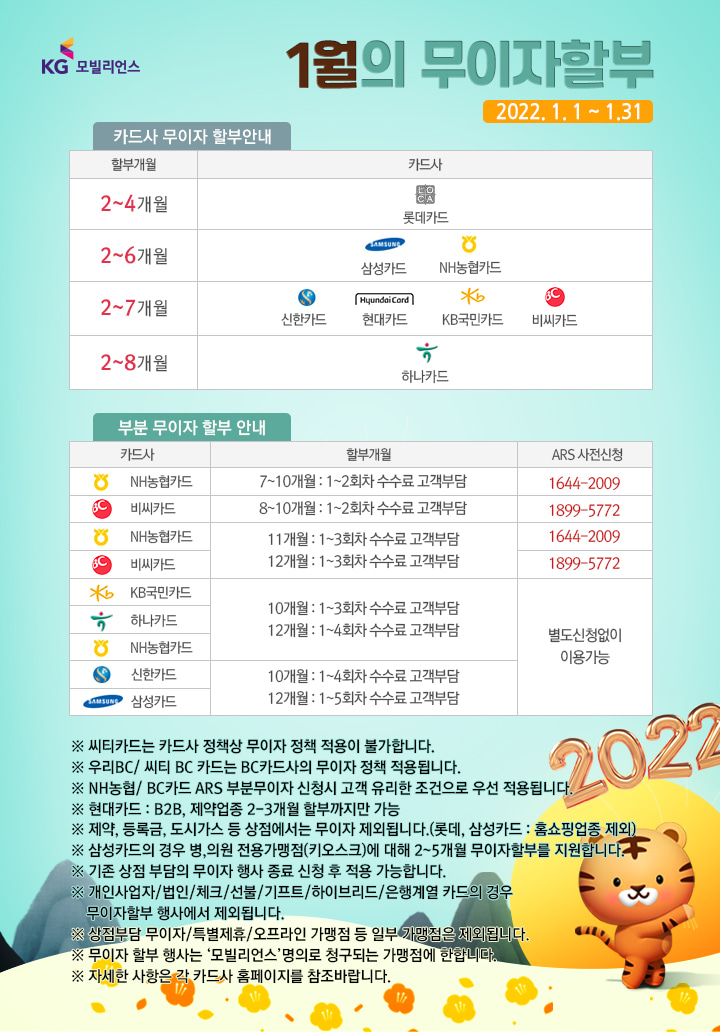 KG 모빌리언스
1월의 무이자할부
2022. 1. 1 ~ 1.31
카드사 무이자 할부안내
할부개월 카드사
2~4개월
LOCA
롯데카드
2~6개월
SAMSUNG
삼성카드 NH농협카드
2~7개월
HyundaiCard Kb BC
신한카드 현대카드 KB국민카드 비씨카드
2~8개월
하나카드
부분 무이자 할부 안내
카드사 할부개월 ARS 사전신청
NH농협카드 7~10개월 : 1~2회차 수수료 고객부담 1644-2009
BC 비씨카드 8~10개월 : 1~2회차 수수료 고객부담 1899-5772
NH농협카드 11개월 : 1~3회차 수수료 고객부담 1644-2009
BC 비씨카드 12개월 : 1~3회차 수수료 고객부담 1899-5772
Kb KB국민카드
하나카드
NH농협카드
10개월 : 1~3회차 수수료 고객부담
12개월 : 1~4회차 수수료 고객부담
신한카드
SAMSUNG 삼성카드
10개월 : 1~4회차 수수료 고객부담
12개월 : 1~5회차 수수료 고객부담
별도신청없이
이용가능
※ 씨티카드는 카드사 정책상 무이자 정책 적용이 불가합니다.
※ 우리BC/ 씨티 BC 카드는 BC카드사의 무이자 정책 적용됩니다.
※ NH농협/ BC카드 ARS 부분무이자 신청시 고객 유리한 조건으로 우선 적용됩니다.
※ 현대카드 : B2B, 제약업종 2-3개월 할부까지만 가능
※ 제약, 등록금, 도시가스 등 상점에서는 무이자 제외됩니다.(롯데, 삼성카드 : 홈쇼핑업종 제외)
※ 삼성카드의 경우 병,의원 전용가맹점(키오스크)에 대해 2~5개월 무이자할부를 지원합니다.
※ 기존 상점 부담의 무이자 행사 종료 신청 후 적용 가능합니다.
※ 개인사업자/법인/체크/선불/기프트/하이브리드/은행계열 카드의 경우
무이자할부 행사에서 제외됩니다.
※ 상점부담 무이자/특별제휴/오프라인 가맹점 등 일부 가맹점은 제외됩니다.
※ 무이자 할부 행사는 ‘모빌리언스’명의로 청구되는 가맹점에 한합니다.
※ 자세한 사항은 각 카드사 홈페이지를 참조바랍니다.
2022